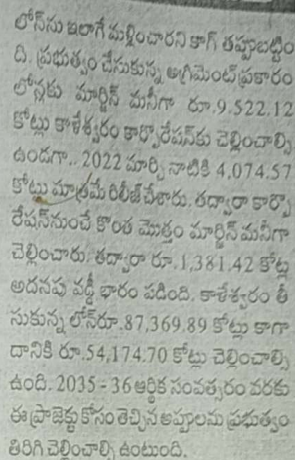 లోన్​ను ఇలాగే మళ్లించారని కాగ్ తప్పుబట్టిం
ది. ప్రభుత్వం చేసుకున్న అగ్రిమెంట్ ప్రకారం
లోన్లకు మార్జిన్ మనీగా రూ.9,522.12
కోట్లు కాళేశ్వరం కార్పొరేషన్​కు చెల్లించాల్సి
ఉండగా.. 2022 మార్చి నాటికి 4,074.57
కోట్లు మాత్రమే రిలీజ్ చేశారు. తద్వారా కార్పొ
రేషన్ నుంచే కొంత మొత్తం మార్జిన్ మనీగా
చెల్లించారు. తద్వారా రూ.1,381.42 కోట్ల
అదనపు వడ్డీ భారం పడింది. కాళేశ్వరం తీ
సుకున్న లోన్ రూ.87,369.89 కోట్లు కాగా
దానికి రూ.54,174.70 కోట్లు చెల్లించాల్సి
ఉంది. 2035 - 36 ఆర్థిక సంవత్సరం వరకు
ఈ ప్రాజెక్టు కోసం తెచ్చిన అప్పులను ప్రభుత్వం
తిరిగి చెల్లించాల్సి ఉంటుంది.